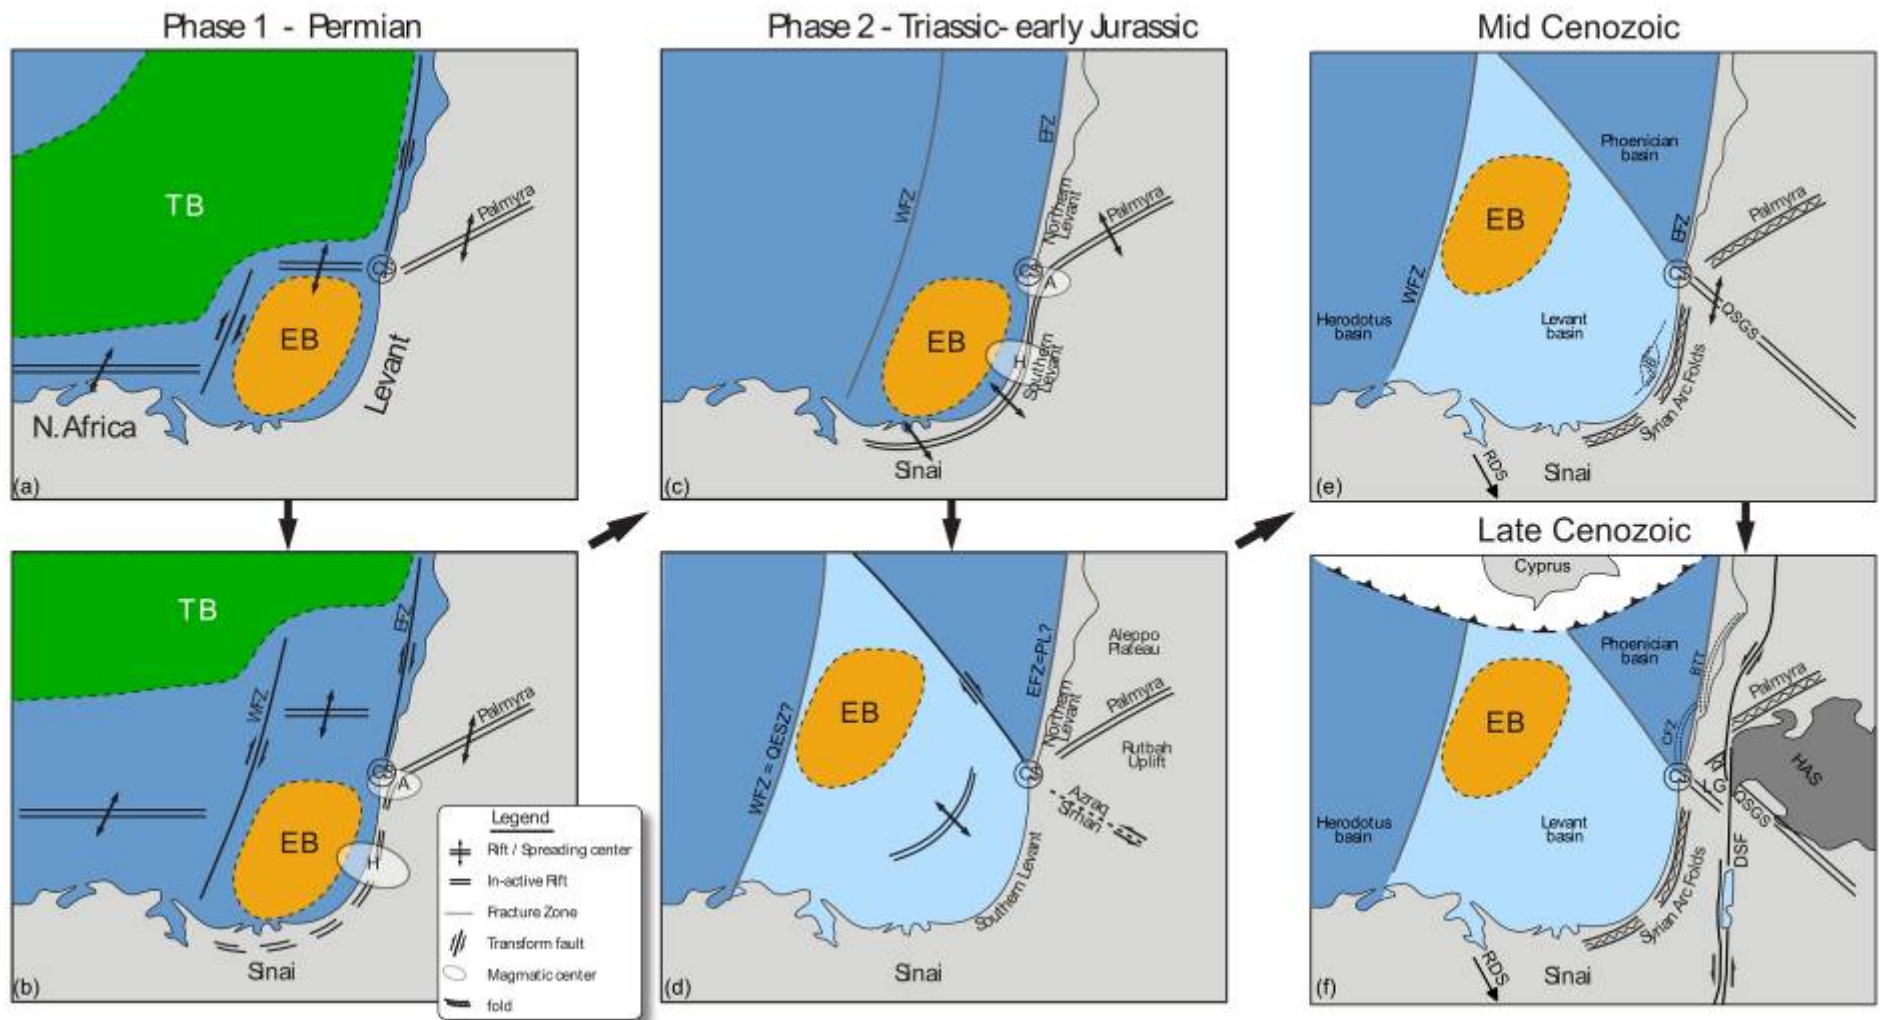 Phase 1 - Permian
TB
Palmyra
EB
Levant
N. Africa
(a)
Phase 2 - Triassic- early Jurassic
WFZ
EFZ
Northern
Levant
Palmyra
A
EB
H
Southern
Levant
Sinai
(c)
Mid Cenozoic
Phoenician
basin
EB
Palmyra
EFZ
WFZ
QSGS
Herodotus
basin
Levant
basin
Syrian Arc Folds
RDS
Sinai
(e)
TB
EFZ
WFZ
Palmyra
A
EB
H
Sinai
(b)
Legend
Rift / Spreading center
In-active Rift
Fracture Zone
Transform fault
Magmatic center
fold
Aleppo
Plateau
EFZ=PL?
EB
Northern
Levant
Palmyra
WFZ = QESZ?
Rutbah
Uplift
Azraq
Sirhan
Southern Levant
Sinai
(d)
Late Cenozoic
Cyprus
Phoenician
basin
Palmyra
EB
CFZ
HAS
LG
QSGS
Herodotus
basin
Levant
basin
DSF
Syrian Arc Folds
RDS
Sinai
(f)